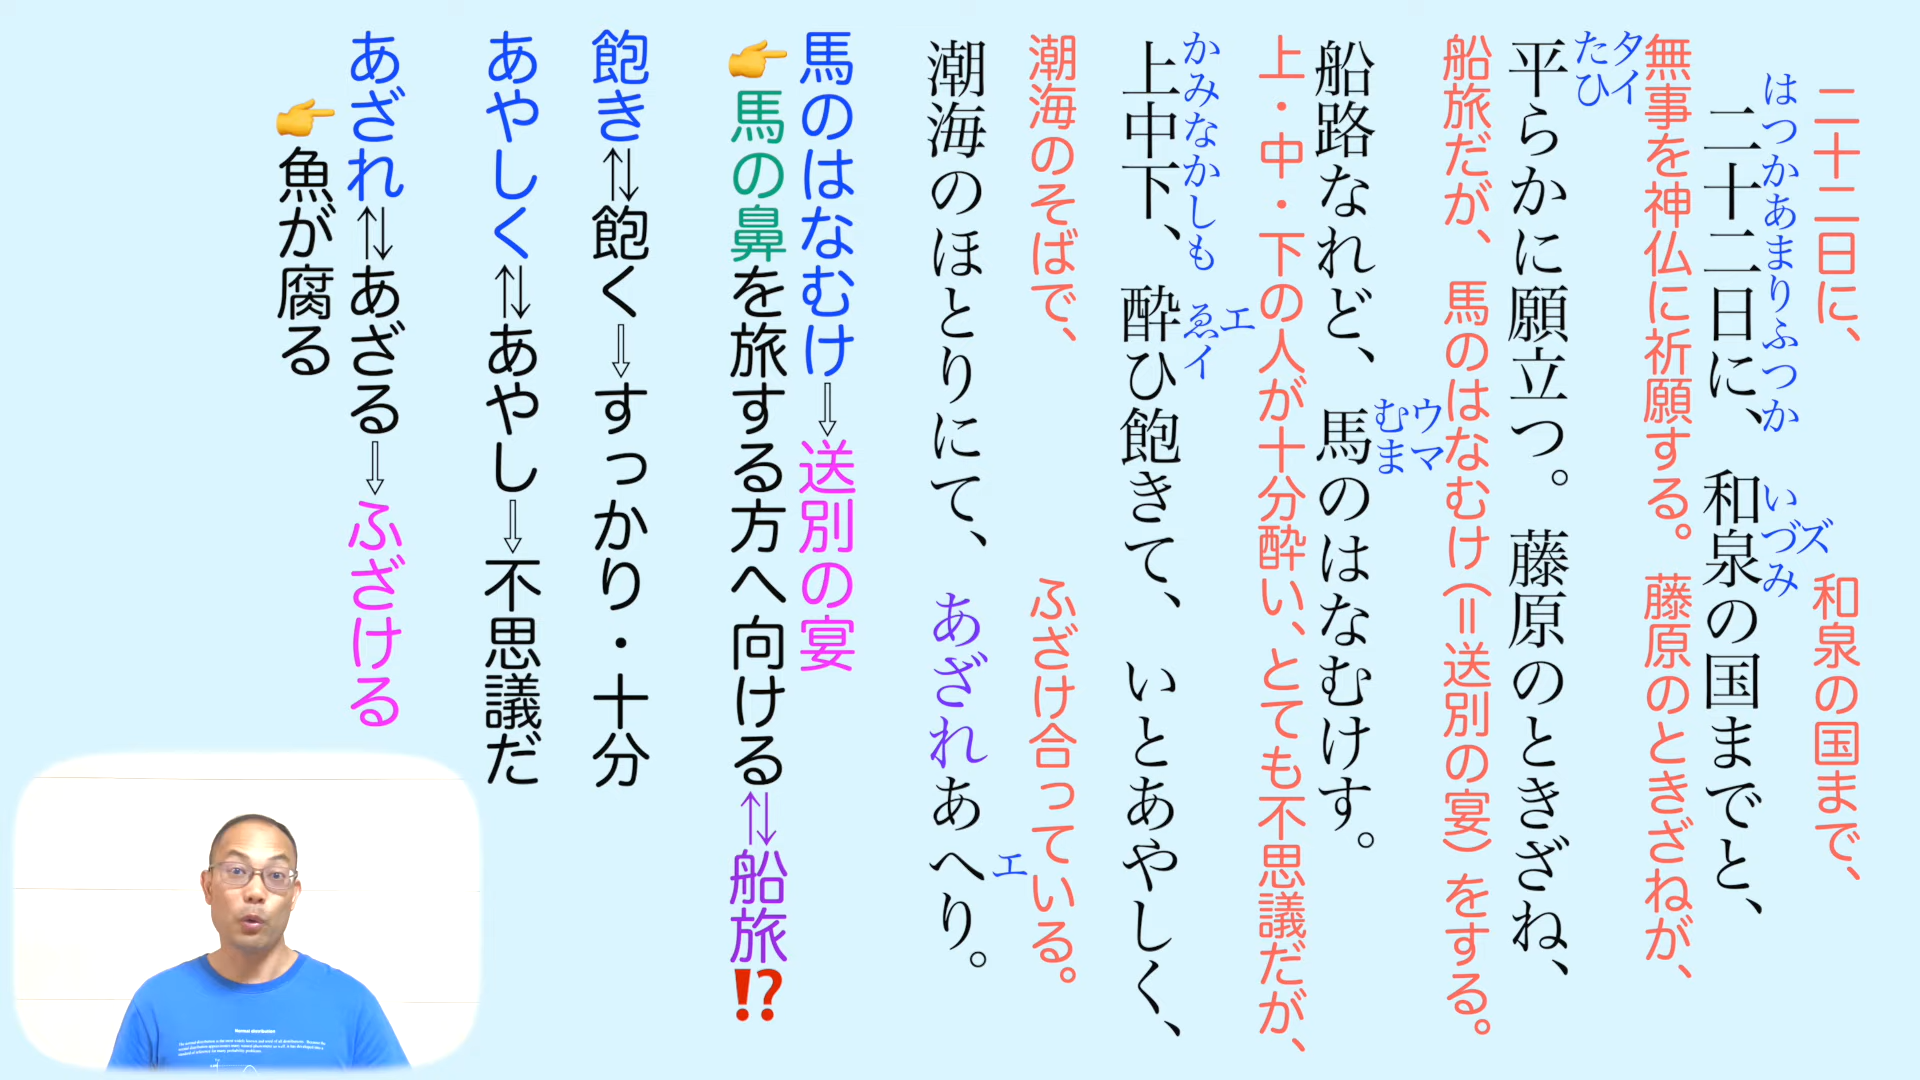 二十二日に、　和泉の国まで、
はつかあまりふつか　いづみ
ズ
二十二日に、和泉の国までと、
無事を神仏に祈願する。藤原のときざねが、
タイ
たひ
平らかに願立つ。藤原のときざね、
船旅だが、馬のはなむけ（＝送別の宴）をする。
ウマ
むま
船路なれど、馬のはなむけす。
上・中・下の人が十分酔い、とても不思議だが、
エ
かみなかしも　ゑイ
上中下、酔ひ飽きて、いとあやしく、
潮海のそばで、　ふざけ合っている。
エ
潮海のほとりにて、あざれあへり。
馬のはなむけ⇨送別の宴
👉馬の鼻を旅する方へ向ける⇅船旅⁉
飽き⇅飽く⇨すっかり・十分
あやしく⇅あやし⇨不思議だ
あざれ⇅あざる⇨ふざける
👉魚が腐る
Normal distribution